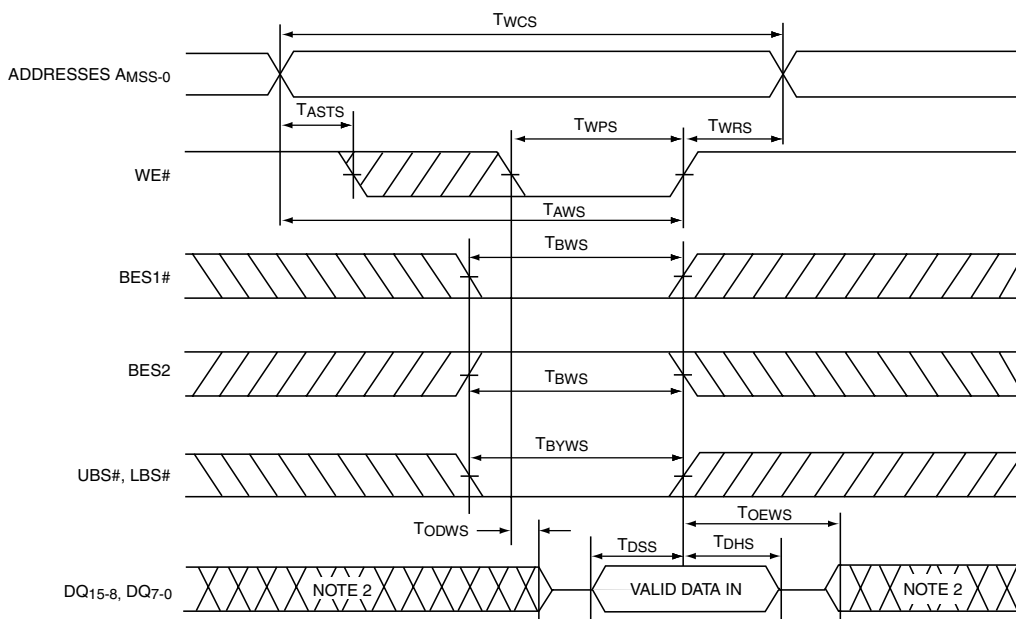 TWCS
ADDRESSES AMSS-0
TASTS
TWPS
TWRS
WE#
TAWS
TBWS
BES1#
BES2
TBWS
TBYWS
UBS#, LBS#
TODWS
TOEWS
TDSS
TDHS
DQ15-8, DQ7-0
NOTE 2
VALID DATA IN
NOTE 2